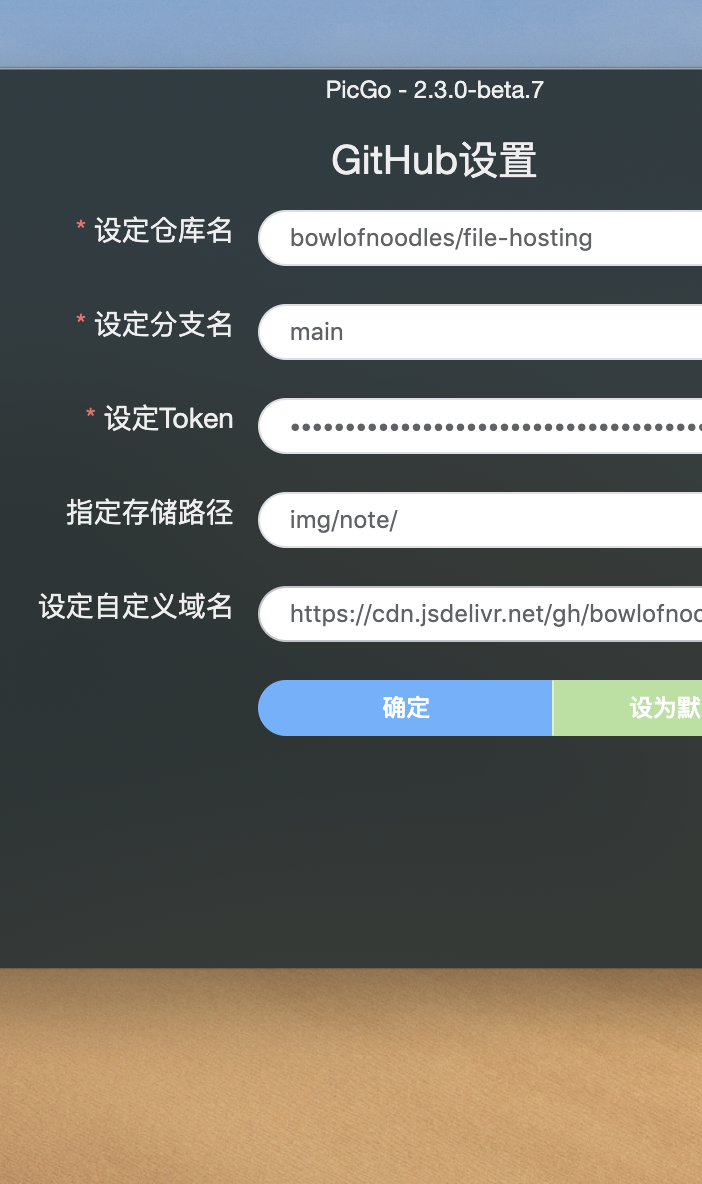 PicGo - 2.3.0-beta.7
GitHub设置
* 设定仓库名 bowlofnoodles/file-hosting
* 设定分支名 main
* 设定Token ••••••••••••••••••••••••••••••••••••••
指定存储路径 img/note/
设定自定义域名 https://cdn.jsdelivr.net/gh/bowlofnoo
确定 设为默